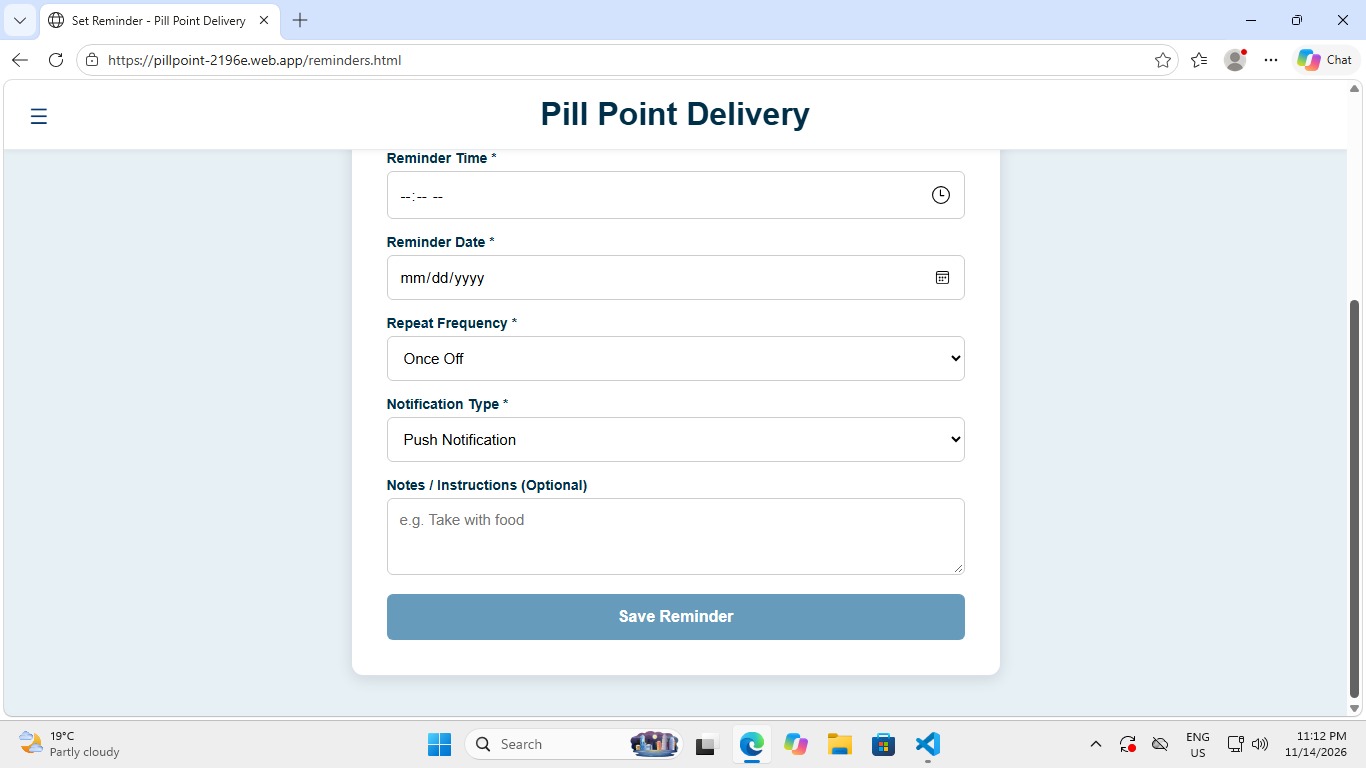 Set Reminder - Pill Point Delivery
https://pillpoint-2196e.web.app/reminders.html
Chat
Pill Point Delivery
Reminder Time *
--:-- --
Reminder Date *
mm/dd/yyyy
Repeat Frequency *
Once Off
Notification Type *
Push Notification
Notes / Instructions (Optional)
e.g. Take with food
Save Reminder
19°C
Partly cloudy
Search
ENG
US
11:12 PM
11/14/2026